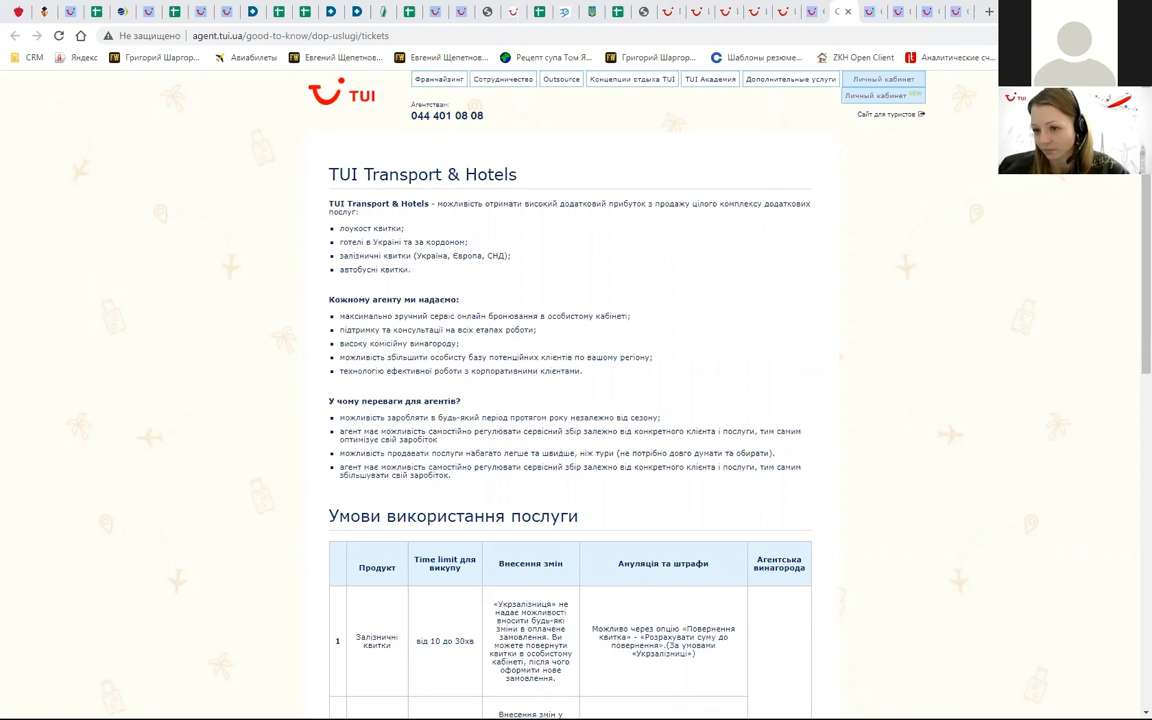 Не защищено
agent.tui.ua/good-to-know/dop-uslugi/tickets
CRM
Яндекс
Григорий Шаргор...
Авиабилеты
Евгений Щепетнов...
Евгений Щепетнов...
Рецепт супа Том Я...
Григорий Шаргор...
Шаблоны резюме...
ZKH Open Client
Аналитические сч...
TUI
Франчайзинг
Сотрудничество
Outsource
Концепции отдыха TUI
TUI Академия
Дополнительные услуги
Личный кабинет
Личный кабинет NEW
Агентствам:
044 401 08 08
Сайт для туристов
TUI
TUI Transport & Hotels
TUI Transport & Hotels - можливість отримати високий додатковий прибуток з продажу цілого комплексу додаткових
послуг:
лоукост квитки;
готелі в Україні та за кордоном;
залізничні квитки (Україна, Європа, СНД);
автобусні квитки.
Кожному агенту ми надаємо:
максимально зручний сервіс онлайн бронювання в особистому кабінеті;
підтримку та консультації на всіх етапах роботи;
високу комісійну винагороду;
можливість збільшити особисту базу потенційних клієнтів по вашому регіону;
технологію ефективної роботи з корпоративними клієнтами.
У чому переваги для агентів?
можливість заробляти в будь-який період протягом року незалежно від сезону;
агент має можливість самостійно регулювати сервісний збір залежно від конкретного клієнта і послуги, тим самим
оптимізує свій заробіток
можливість продавати послуги набагато легше та швидше, ніж тури (не потрібно довго думати та обирати).
агент має можливість самостійно регулювати сервісний збір залежно від конкретного клієнта і послуги, тим самим
збільшувати свій заробіток.
Умови використання послуги
Продукт
Time limit для
викупу
Внесення змін
Ануляція та штрафи
Агентська
винагорода
1
Залізничні
квитки
від 10 до 30хв
«Укрзалізниця» не
надає можливості
вносити будь-які
зміни в оплачене
замовлення. Ви
можете повернути
квитки в особистому
кабінеті, після чого
оформити нове
замовлення.
Можливо через опцію «Повернення
квитка» - «Розрахувати суму до
повернення».(За умовами
«Укрзалізниці»)
Внесення змін у